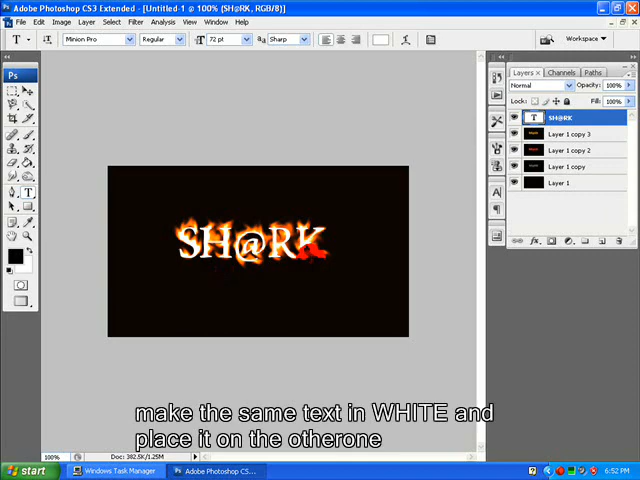 Adobe Photoshop CS3 Extended - [Untitled-1 @ 100% (SH@RK, RGB/8)]
File Edit Image Layer Select Filter Analysis View Window Help
T Minion Pro Regular 72 pt Sharp Workspace
Ps
Layers x Channels Paths
Normal Opacity: 100%
Lock: Fill: 100%
T SH@RK
Layer 1 copy 3
Layer 1 copy 2
Layer 1 copy
Layer 1
SH@RK
make the same text in WHITE and
place it on the otherone
100% Doc: 382.5K/1.25M
start Windows Task Manager Adobe Photoshop CS... 6:52 PM